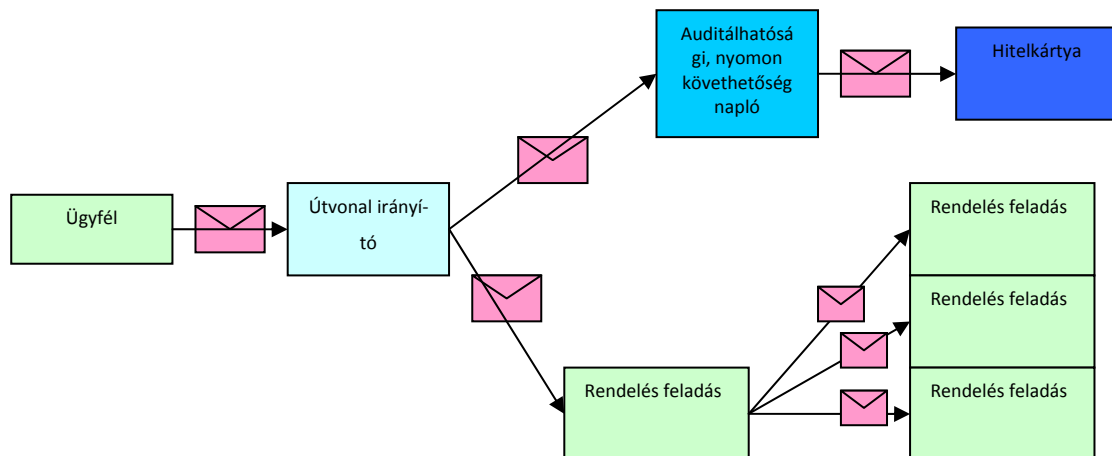 Auditálhatósá
gi, nyomon
követhetőség
napló
Hitelkártya
Ügyfél
Útvonal irányí-
tó
Rendelés feladás
Rendelés feladás
Rendelés feladás
Rendelés feladás